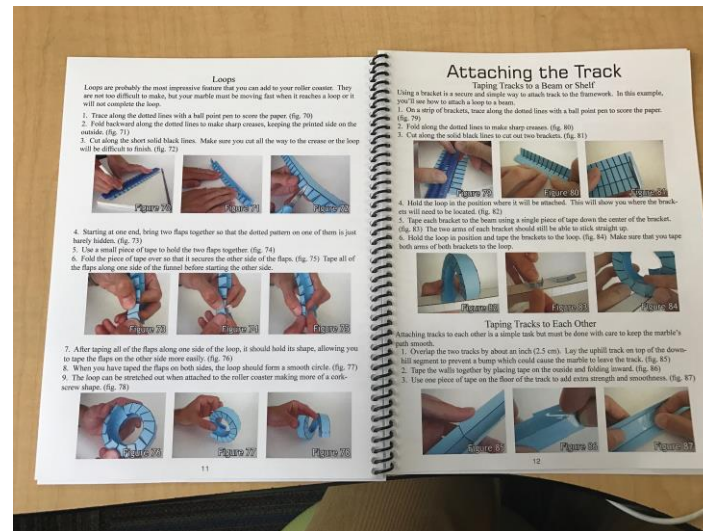 Loops
Loops are probably the most impressive feature that you can add to your roller coaster. They
are not too difficult to make, but your marble must be moving fast when it reaches a loop or it
will not complete the loop.
1. Trace along the dotted lines with a ball point pen to score the paper. (fig. 70)
2. Fold backward along the dotted lines to make sharp creases, keeping the printed side on the
outside. (fig. 71)
3. Cut along the short solid black lines. Make sure you cut all the way to the crease or the loop
will be difficult to finish. (fig. 72)
Figure 70
Figure 71
Figure 72
4. Starting at one end, bring two flaps together so that the dotted pattern on one of them is just
barely hidden. (fig. 73)
5. Use a small piece of tape to hold the two flaps together. (fig. 74)
6. Fold the piece of tape over so that it secures the other side of the flaps. (fig. 75) Tape all of
the flaps along one side of the funnel before starting the other side.
Figure 73
Figure 74
Figure 75
7. After taping all of the flaps along one side of the loop, it should hold its shape, allowing you
to tape the flaps on the other side more easily. (fig. 76)
8. When you have taped the flaps on both sides, the loop should form a smooth circle. (fig. 77)
9. The loop can be stretched out when attached to the roller coaster making more of a cork-
screw shape. (fig. 78)
Figure 76
Figure 77
Figure 78
11
Attaching the Track
Taping Tracks to a Beam or Shelf
Using a bracket is a secure and simple way to attach track to the framework. In this example,
you'll see how to attach a loop to a beam.
1. On a strip of brackets, trace along the dotted lines with a ball point pen to score the paper.
(fig. 79)
2. Fold along the dotted lines to make sharp creases. (fig. 80)
3. Cut along the solid black lines to cut out two brackets. (fig. 81)
Figure 79
Figure 80
Figure 81
4. Hold the loop in the position where it will be attached. This will show you where the brack-
ets will need to be located. (fig. 82)
5. Tape each bracket to the beam using a single piece of tape down the center of the bracket.
(fig. 83) The two arms of each bracket should still be able to stick straight up.
6. Hold the loop in position and tape the brackets to the loop. (fig. 84) Make sure that you tape
both arms of both brackets to the loop.
Figure 82
Figure 83
Figure 84
Taping Tracks to Each Other
Attaching tracks to each other is a simple task but must be done with care to keep the marble's
path smooth.
1. Overlap the two tracks by about an inch (2.5 cm). Lay the uphill track on top of the down-
hill segment to prevent a bump which could cause the marble to leave the track. (fig. 85)
2. Tape the walls together by placing tape on the ouside and folding inward. (fig. 86)
3. Use one piece of tape on the floor of the track to add extra strength and smoothness. (fig. 87)
Figure 85
Figure 86
Figure 87
12